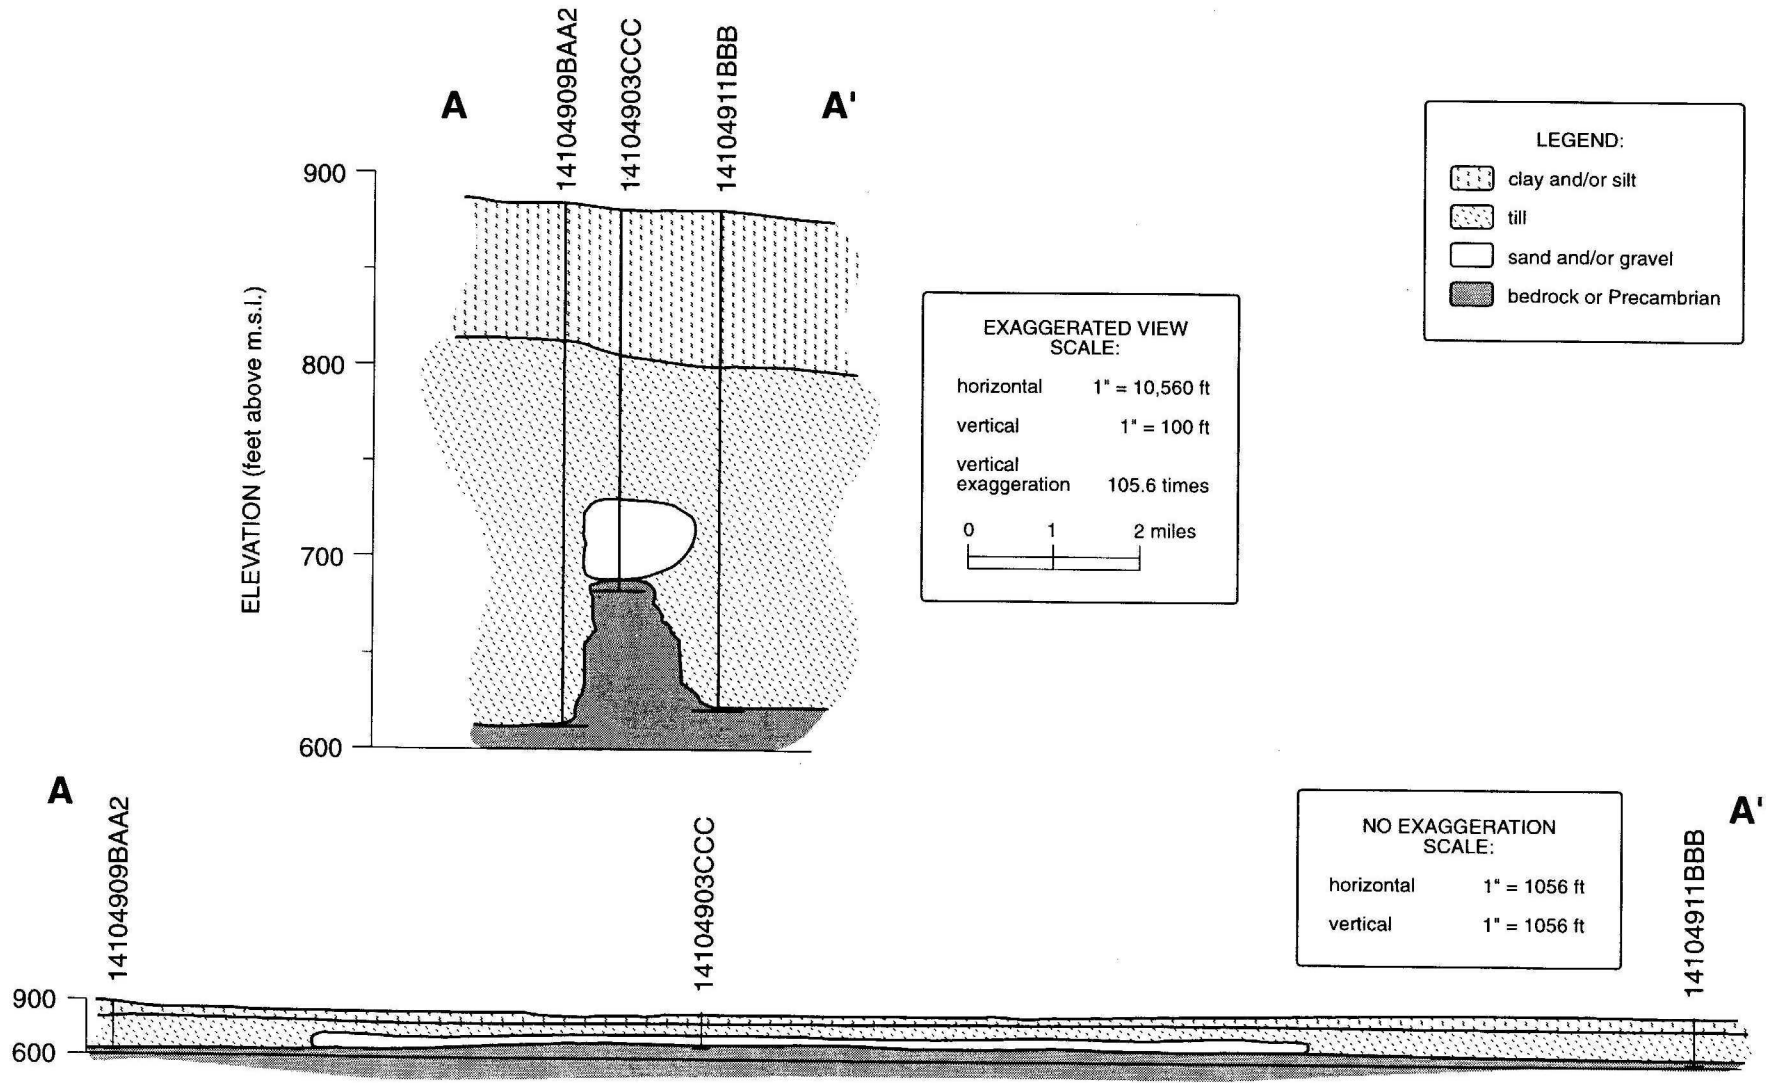 14104909BAA2
14104903CCC
14104911BBB
A
A'
900
800
700
600
ELEVATION (feet above m.s.l.)
LEGEND:
clay and/or silt
till
sand and/or gravel
bedrock or Precambrian
EXAGGERATED VIEW
SCALE:
horizontal 1" = 10,560 ft
vertical 1" = 100 ft
vertical
exaggeration 105.6 times
0 1 2 miles
A
A'
14104909BAA2
14104903CCC
14104911BBB
NO EXAGGERATION
SCALE:
horizontal 1" = 1056 ft
vertical 1" = 1056 ft
900
600